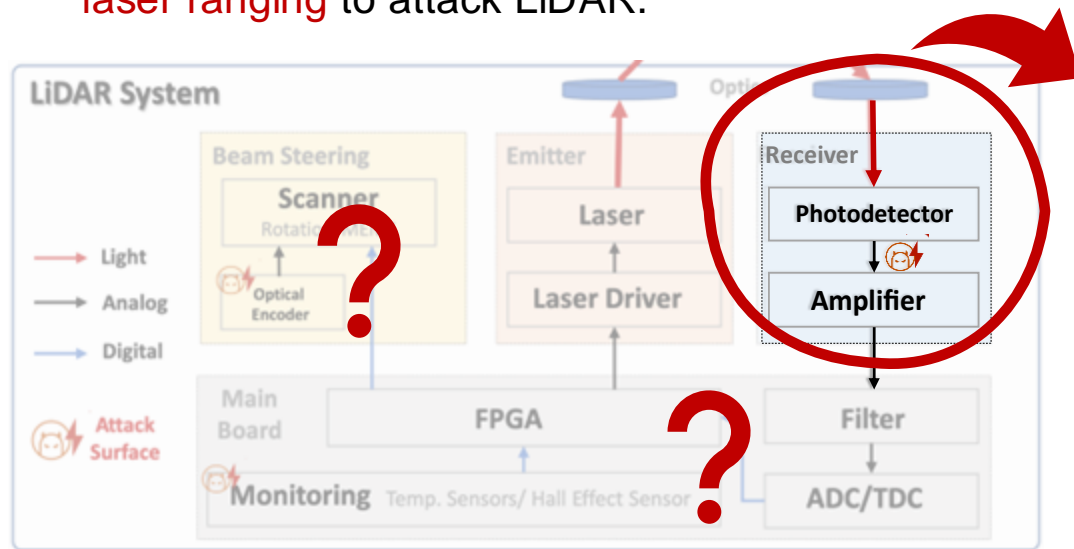 laser ranging to attack LiDAR.
LiDAR System
Beam Steering
Scanner
Optical
Encoder
Emitter
Laser
Laser Driver
Receiver
Photodetector
Amplifier
Light
Analog
Digital
Attack
Surface
Main
Board
FPGA
Monitoring Temp. Sensors/ Hall Effect Sensor
Filter
ADC/TDC
?
?